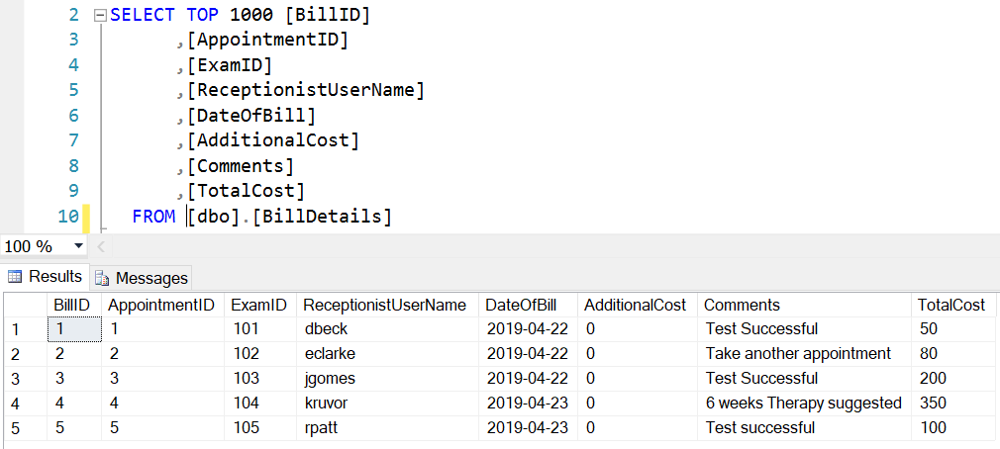 2 SELECT TOP 1000 [BillID]
3 ,[AppointmentID]
4 ,[ExamID]
5 ,[ReceptionistUserName]
6 ,[DateOfBill]
7 ,[AdditionalCost]
8 ,[Comments]
9 ,[TotalCost]
10 FROM [dbo].[BillDetails]
100 %
Results Messages
BillID AppointmentID ExamID ReceptionistUserName DateOfBill AdditionalCost Comments TotalCost
1 1 1 101 dbeck 2019-04-22 0 Test Successful 50
2 2 2 102 eclarke 2019-04-22 0 Take another appointment 80
3 3 3 103 jgomes 2019-04-22 0 Test Successful 200
4 4 4 104 kruvor 2019-04-23 0 6 weeks Therapy suggested 350
5 5 5 105 rpatt 2019-04-23 0 Test successful 100